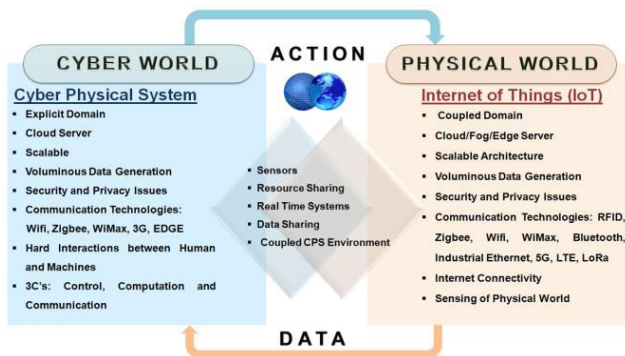 ACTION
CYBER WORLD
Cyber Physical System
▪ Explicit Domain
▪ Cloud Server
▪ Scalable
▪ Voluminous Data Generation
▪ Security and Privacy Issues
▪ Communication Technologies:
Wifi, Zigbee, WiMax, 3G, EDGE
▪ Hard Interactions between Human
and Machines
▪ 3C's: Control, Computation and
Communication
▪ Sensors
▪ Resource Sharing
▪ Real Time Systems
▪ Data Sharing
▪ Coupled CPS Environment
PHYSICAL WORLD
Internet of Things (IoT)
▪ Coupled Domain
▪ Cloud/Fog/Edge Server
▪ Scalable Architecture
▪ Voluminous Data Generation
▪ Security and Privacy Issues
▪ Communication Technologies: RFID,
Zigbee, Wifi, WiMax, Bluetooth,
Industrial Ethernet, 5G, LTE, LoRa
▪ Internet Connectivity
▪ Sensing of Physical World
DATA